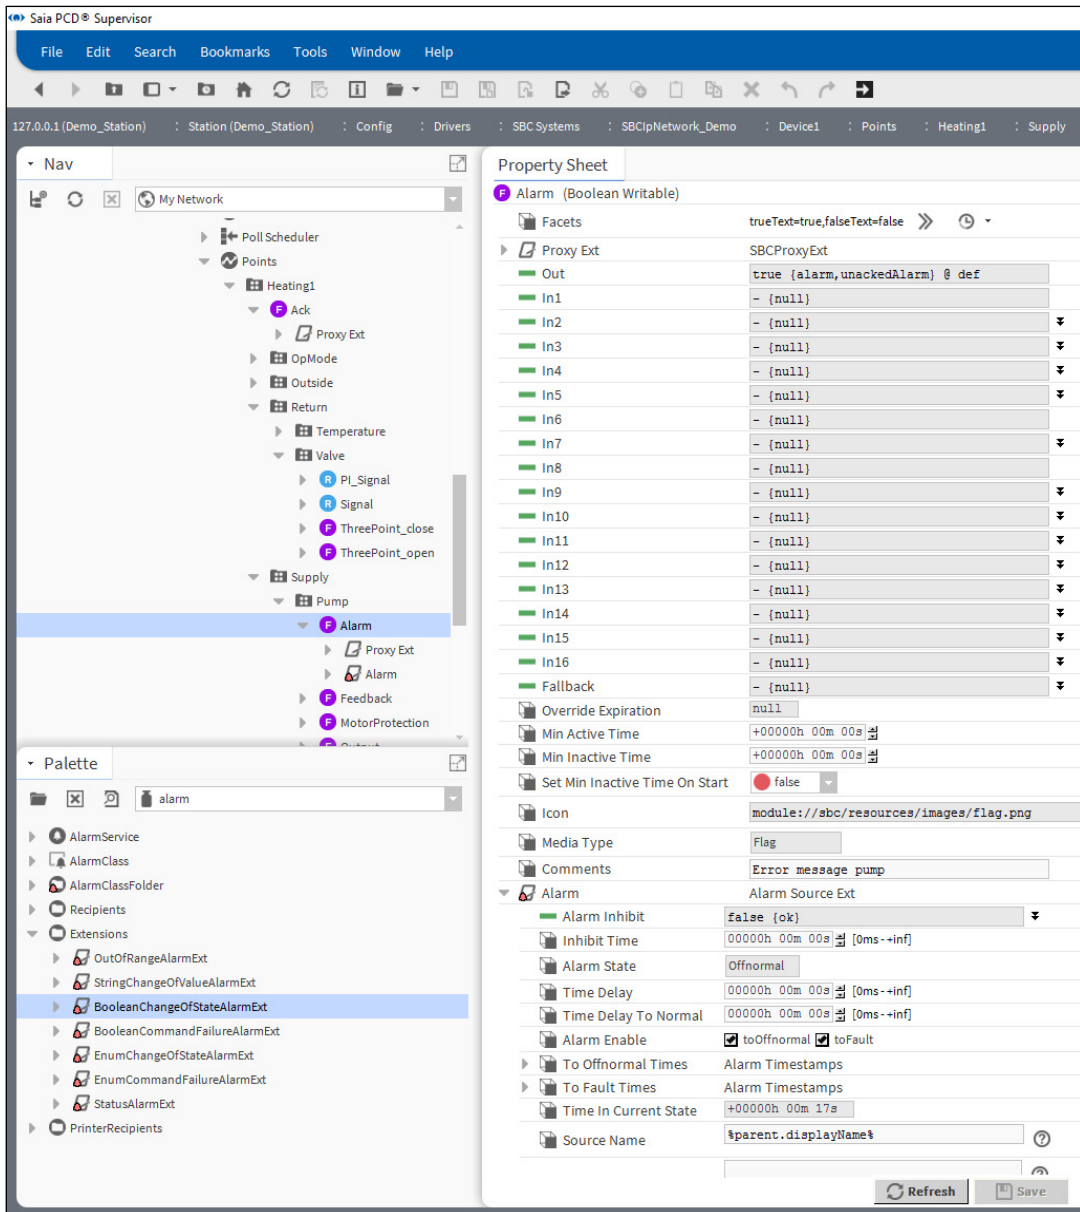 Saia PCD® Supervisor
File Edit Search Bookmarks Tools Window Help
127.0.0.1 (Demo_Station) : Station (Demo_Station) : Config : Drivers : SBC Systems : SBCIpNetwork_Demo : Device1 : Points : Heating1 : Supply
Nav
My Network
Poll Scheduler
Points
Heating1
F Ack
Proxy Ext
OpMode
Outside
Return
Temperature
Valve
R PI_Signal
R Signal
F ThreePoint_close
F ThreePoint_open
Supply
Pump
F Alarm
Proxy Ext
Alarm
F Feedback
F MotorProtection
F Output
Palette
alarm
AlarmService
AlarmClass
AlarmClassFolder
Recipients
Extensions
OutOfRangeAlarmExt
StringChangeOfValueAlarmExt
BooleanChangeOfStateAlarmExt
BooleanCommandFailureAlarmExt
EnumChangeOfStateAlarmExt
EnumCommandFailureAlarmExt
StatusAlarmExt
PrinterRecipients
Property Sheet
F Alarm (Boolean Writable)
Facets trueText=true,falseText=false
Proxy Ext SBCProxyExt
Out true {alarm,unackedAlarm} @ def
In1 - {null}
In2 - {null}
In3 - {null}
In4 - {null}
In5 - {null}
In6 - {null}
In7 - {null}
In8 - {null}
In9 - {null}
In10 - {null}
In11 - {null}
In12 - {null}
In13 - {null}
In14 - {null}
In15 - {null}
In16 - {null}
Fallback - {null}
Override Expiration null
Min Active Time +00000h 00m 00s
Min Inactive Time +00000h 00m 00s
Set Min Inactive Time On Start false
Icon module://sbc/resources/images/flag.png
Media Type Flag
Comments Error message pump
Alarm Alarm Source Ext
Alarm Inhibit false {ok}
Inhibit Time 00000h 00m 00s [0ms-+inf]
Alarm State Offnormal
Time Delay 00000h 00m 00s [0ms-+inf]
Time Delay To Normal 00000h 00m 00s [0ms-+inf]
Alarm Enable toOffnormal toFault
To Offnormal Times Alarm Timestamps
To Fault Times Alarm Timestamps
Time In Current State +00000h 00m 17s
Source Name %parent.displayName%
Refresh Save